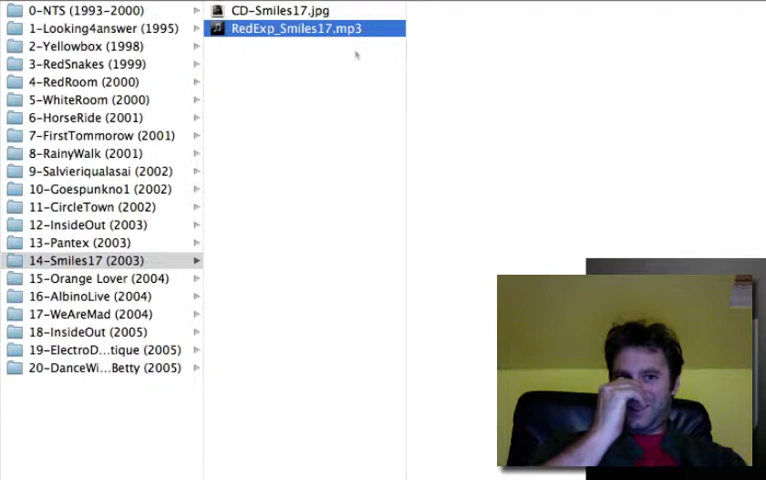 0-NTS (1993-2000)
1-Looking4answer (1995)
2-Yellowbox (1998)
3-RedSnakes (1999)
4-RedRoom (2000)
5-WhiteRoom (2000)
6-HorseRide (2001)
7-FirstTommorow (2001)
8-RainyWalk (2001)
9-Salvieriqualasai (2002)
10-Goespunkno1 (2002)
11-CircleTown (2002)
12-InsideOut (2003)
13-Pantex (2003)
14-Smiles17 (2003)
15-Orange Lover (2004)
16-AlbinoLive (2004)
17-WeAreMad (2004)
18-InsideOut (2005)
19-ElectroD...tique (2005)
20-DanceWi...Betty (2005)
CD-Smiles17.jpg
RedExp_Smiles17.mp3